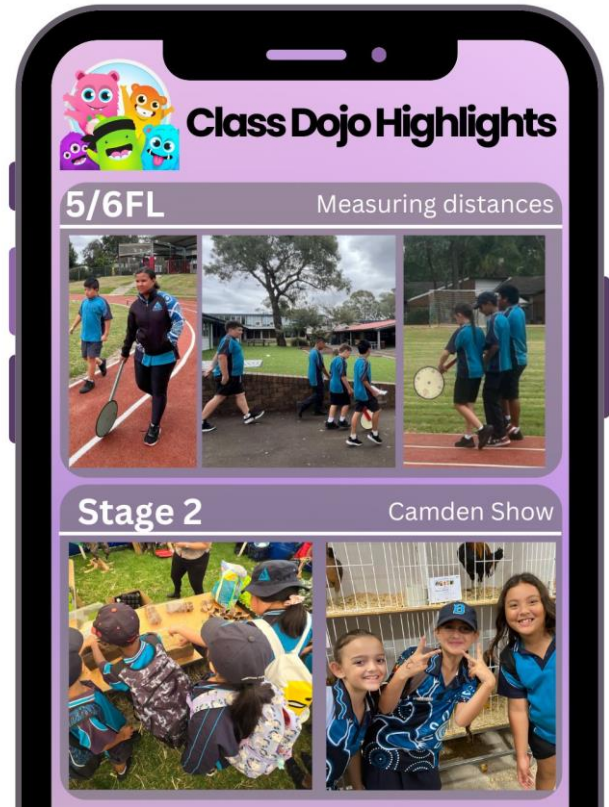 Class Dojo Highlights
5/6FL
Measuring distances
Stage 2
Camden Show
B